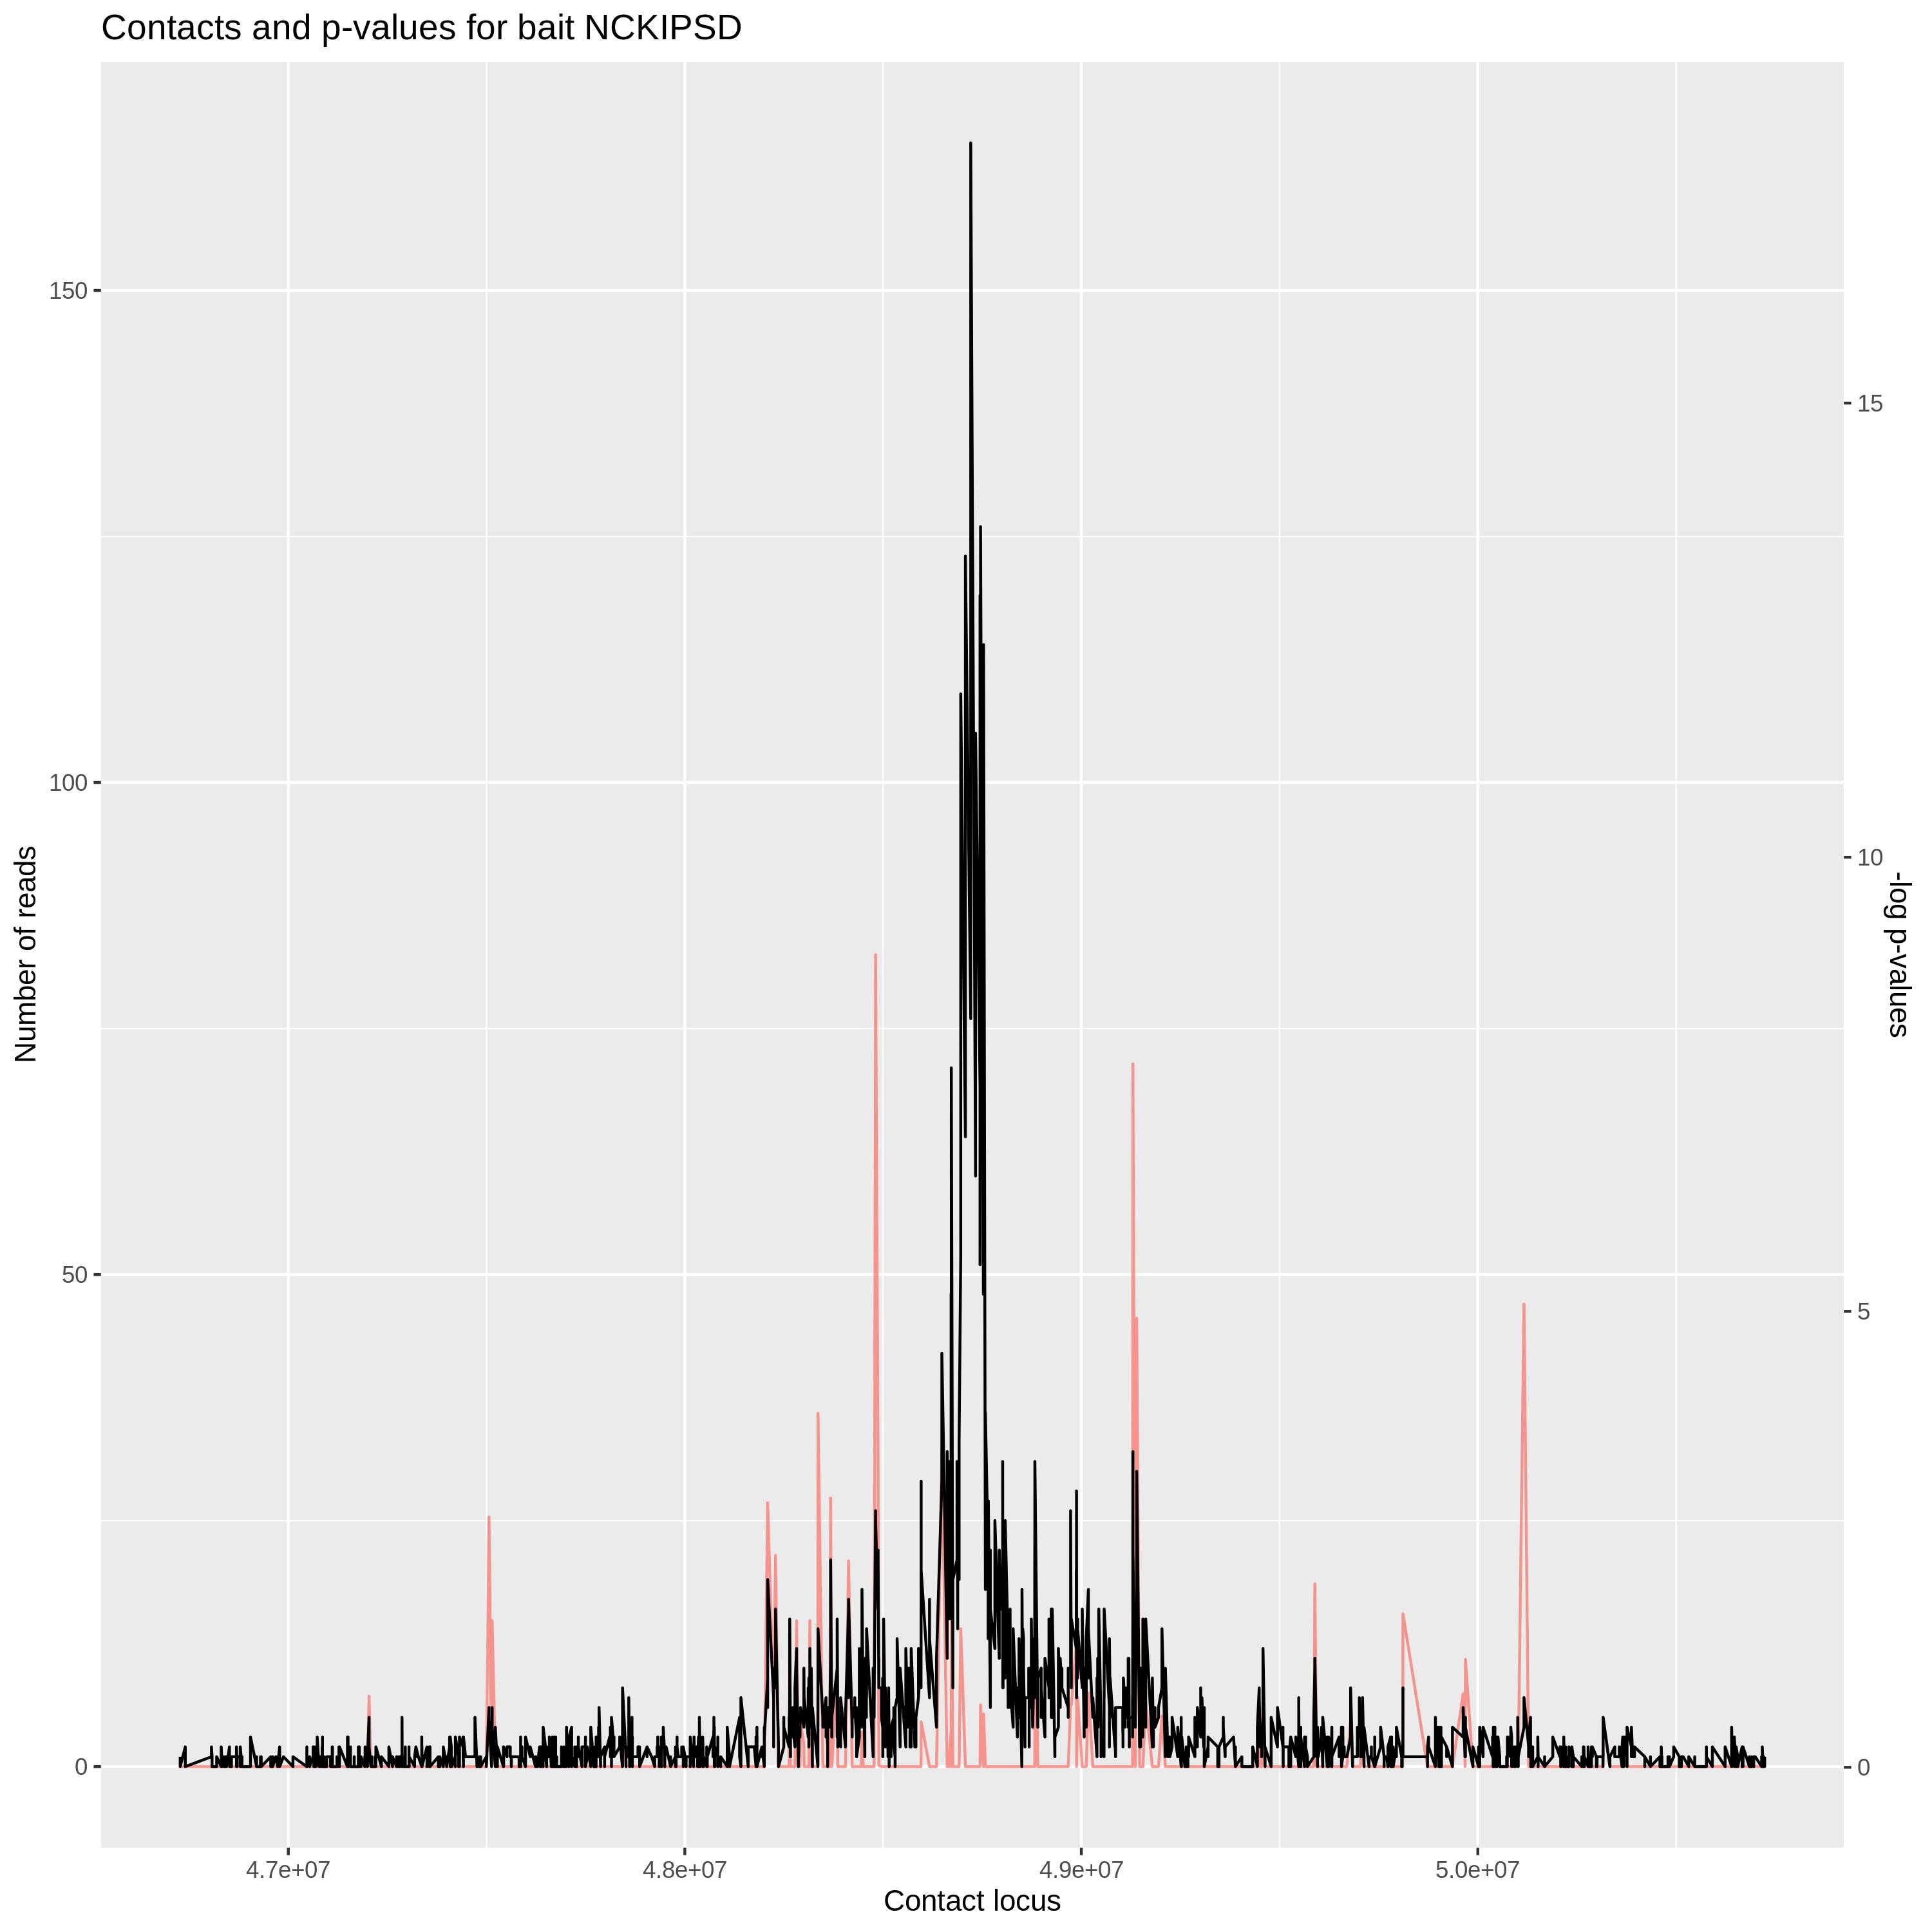 Contacts and p-values for bait NCKIPSD
150
100
50
0
Number of reads
15
10
5
0
-log p-values
4.7e+07
4.8e+07
4.9e+07
5.0e+07
Contact locus